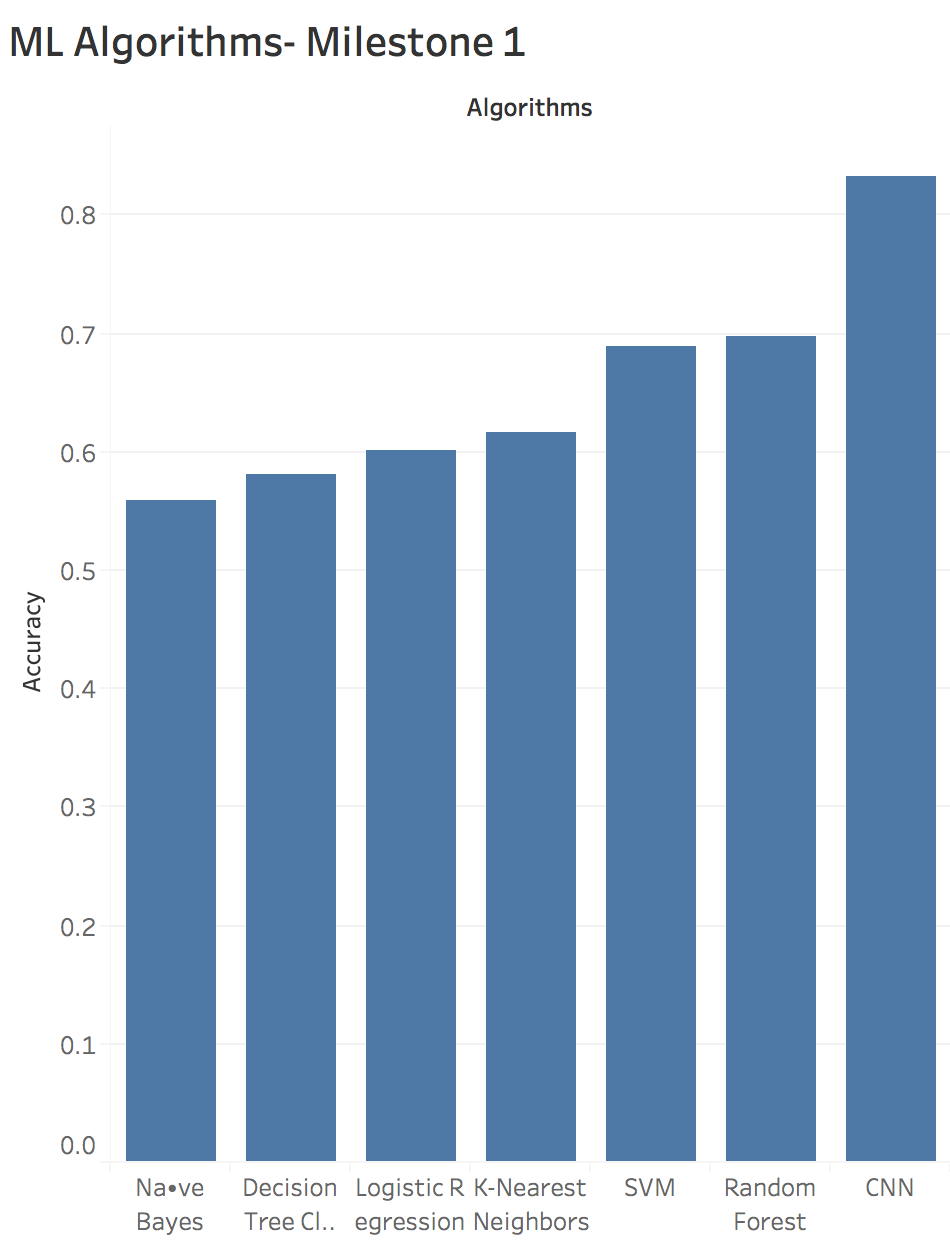 ML Algorithms- Milestone 1
Algorithms
0.8
0.7
0.6
0.5
0.4
0.3
0.2
0.1
0.0
Accuracy
Na•ve
Bayes
Decision
Tree Cl..
Logistic R
egression
K-Nearest
Neighbors
SVM
Random
Forest
CNN